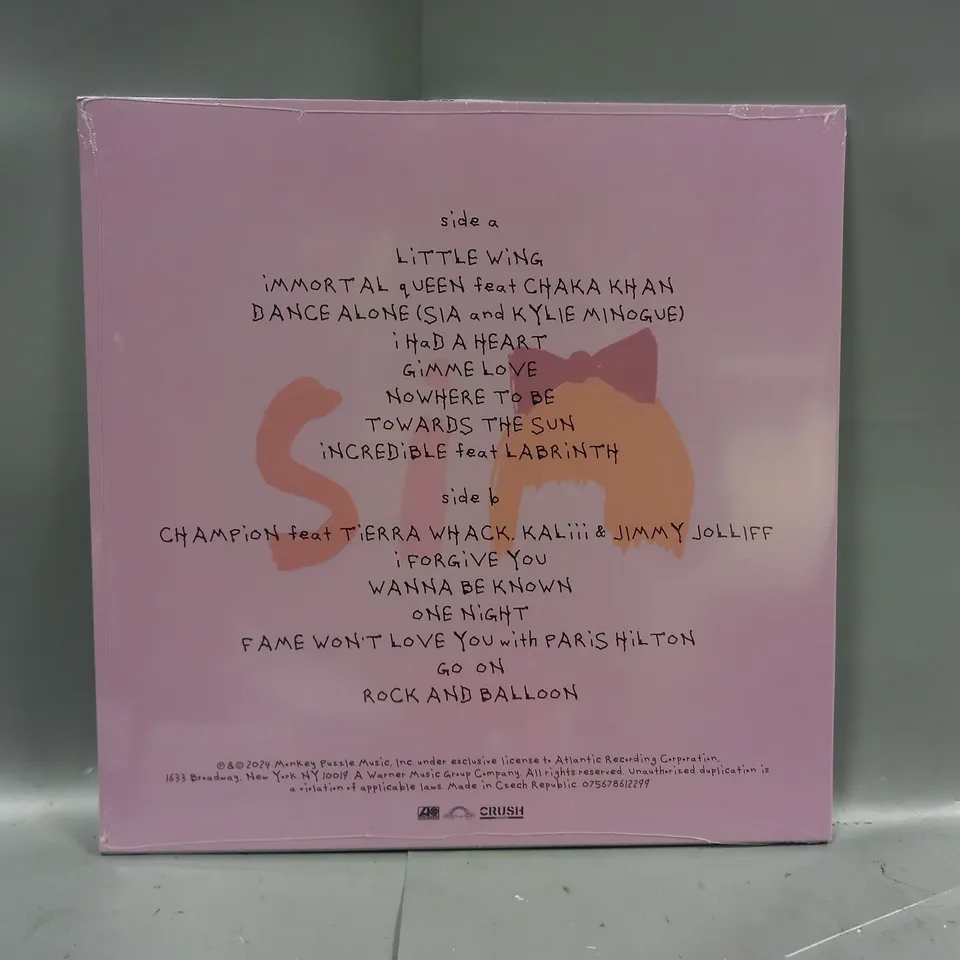 side a
LiTTLE WiNG
iMMORTAL qUEEN feat CHAKA KHAN
DANCE ALONE (SIA and KYLIE MINOGUE)
i HaD A HEART
GiMME LOVE
NOWHERE TO BE
TOWARDS THE SUN
iNCREDiBLE feat LABRiNTH
sia
side b
CHAMPiON feat TiERRA WHACK, KALiii & JIMMY JOLLIFF
i FORGiVE YOU
WANNA BE KNOWN
ONE NiGHT
FAME WON'T LOVE YOU with PARiS HiLTON
GO ON
ROCK AND BALLOON
℗ & © 2024 Monkey Puzzle Music, Inc. under exclusive license to Atlantic Recording Corporation,
1633 Broadway, New York NY 10019 A Warner Music Group Company. All rights reserved. Unauthorized duplication is
a violation of applicable laws. Made in Czech Republic 075678612299
CRUSH